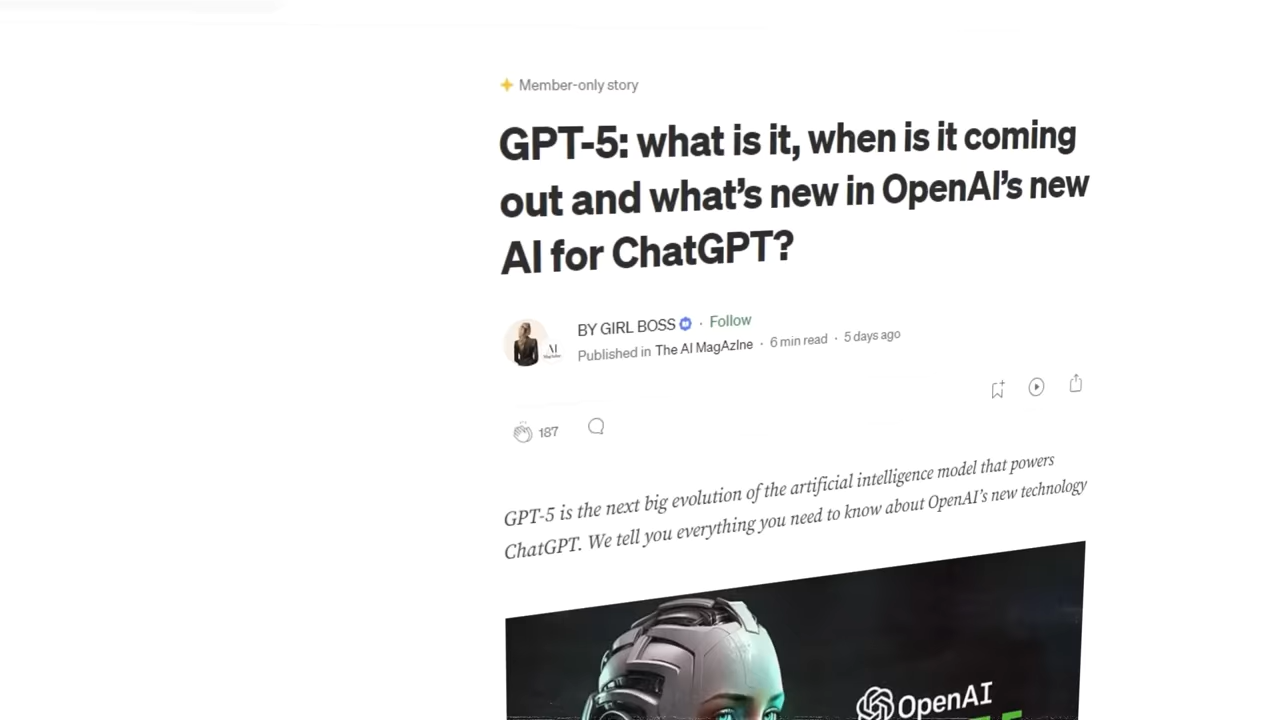 Member-only story
GPT-5: what is it, when is it coming
out and what's new in OpenAI's new
AI for ChatGPT?
BY GIRL BOSS · Follow
Published in The AI MagAzIne · 6 min read · 5 days ago
187
GPT-5 is the next big evolution of the artificial intelligence model that powers
ChatGPT. We tell you everything you need to know about OpenAI's new technology
OpenAI